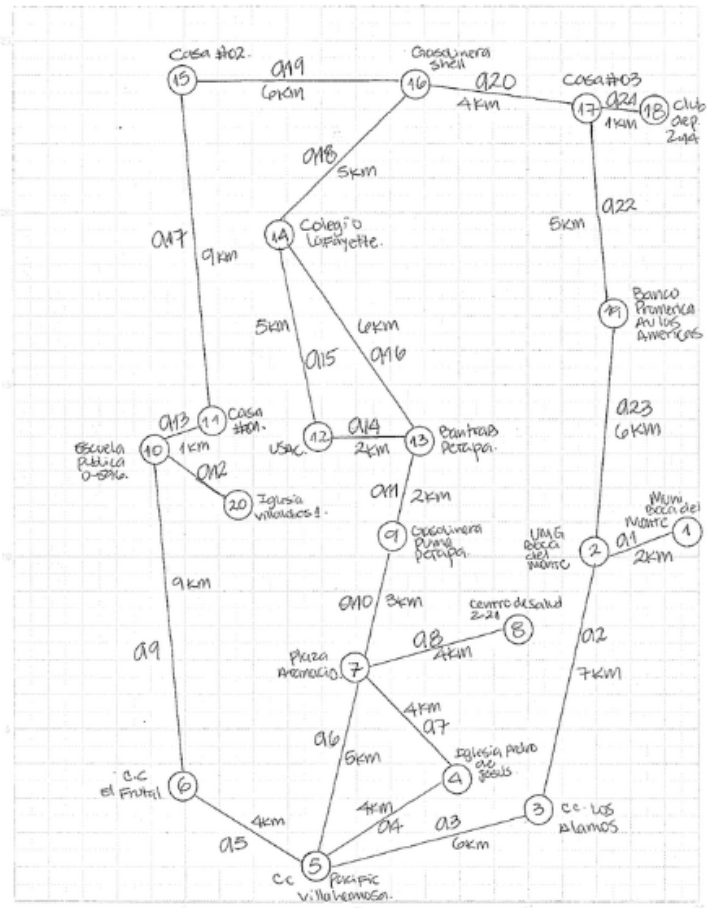 Casa #02.
15
a19
6km
Gasolinera
Shell
16
a20
4km
Casa #03
17
a21
1km
18
Club
a18
5km
a22
5km
14
Colegio
Lafayette.
a17
9km
5km
a15
6km
a16
19
Banco
Promerica
Av las
Americas
a23
6km
a13
1km
11
Casa
#01.
10
Escuela
Publica
a12
20
Iglesia
12
USAC.
a14
2km
13
Bantrab
Petapa.
a11
2km
9
Gasolinera
Puma
Petapa
Muni
Boca del
Monte
1
UMG
Boca
del
Monte
2
a1
2km
9km
a9
a10
3km
Centro de salud
8
a8
4km
a2
7km
Plaza
7
4km
a7
a6
5km
Iglesia Pedro
de
Jesús.
4
C.C
El Frutal
6
4km
a5
4km
a4
3
C.C. Los
Alamos
a3
6km
5
C.C
Pacific
Villahermosa.